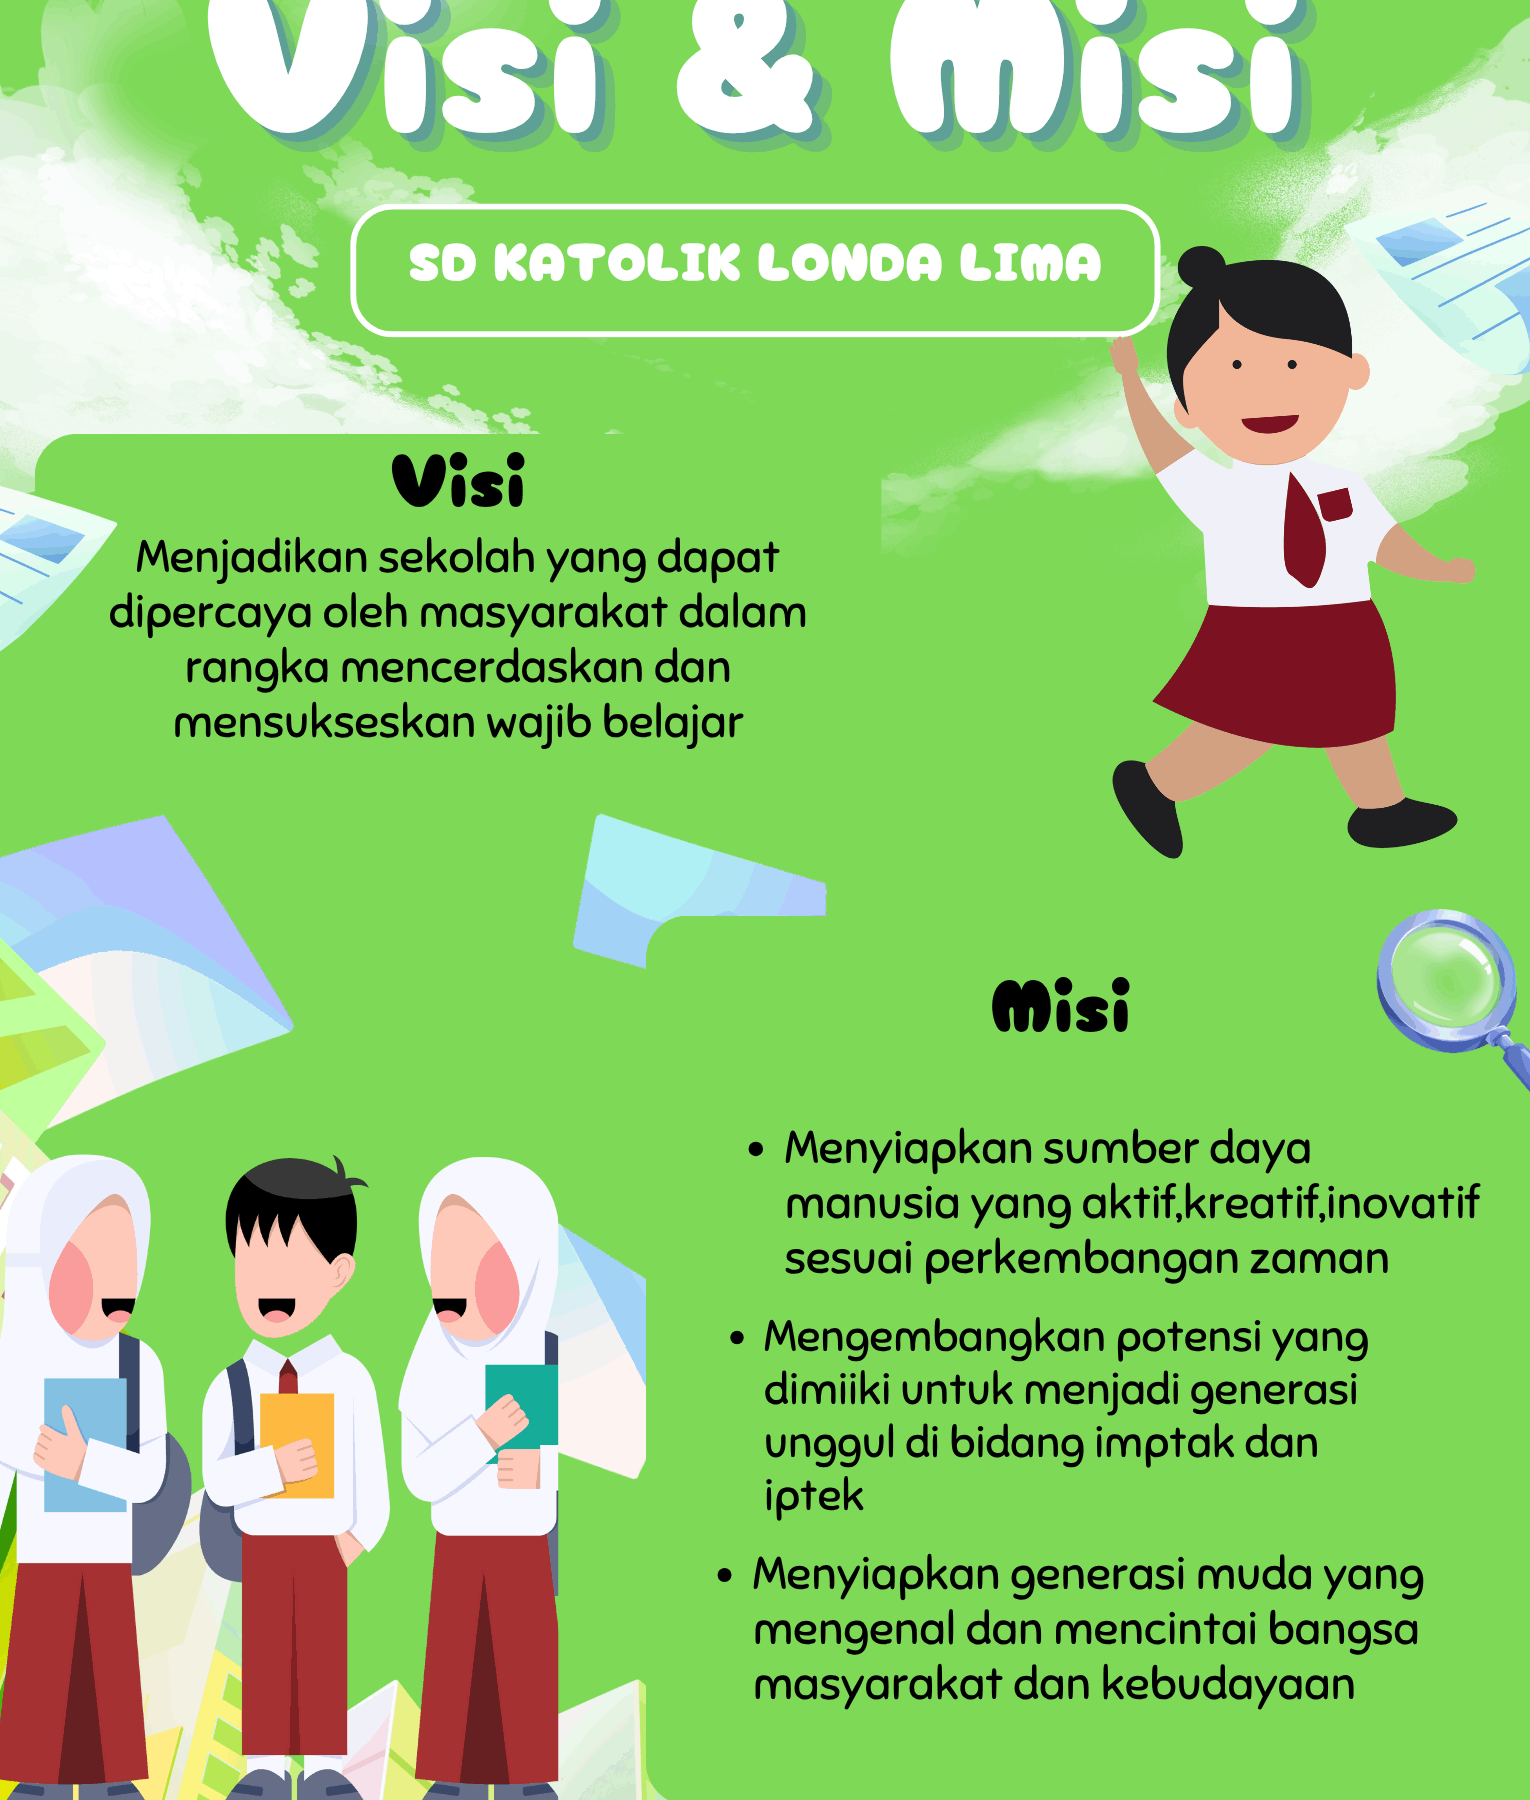 Visi & Misi
SD KATOLIK LONDA LIMA
Visi
Menjadikan sekolah yang dapat
dipercaya oleh masyarakat dalam
rangka mencerdaskan dan
mensukseskan wajib belajar
Misi
• Menyiapkan sumber daya
manusia yang aktif,kreatif,inovatif
sesuai perkembangan zaman
• Mengembangkan potensi yang
dimiiki untuk menjadi generasi
unggul di bidang imptak dan
iptek
• Menyiapkan generasi muda yang
mengenal dan mencintai bangsa
masyarakat dan kebudayaan